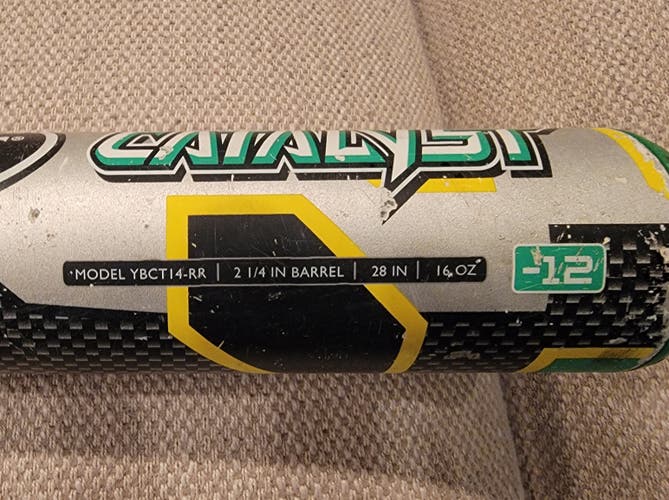 CATALYST
MODEL YBCT14-RR | 2 1/4 IN BARREL | 28 IN | 16 OZ
-12